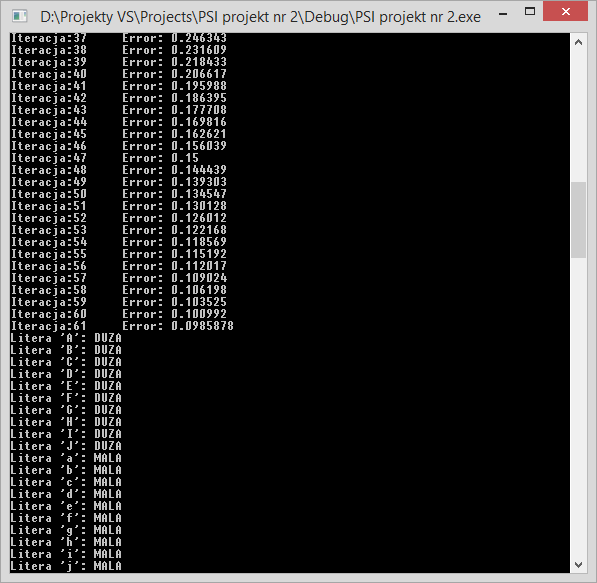 D:\Projekty VS\Projects\PSI projekt nr 2\Debug\PSI projekt nr 2.exe
Iteracja:37 Error: 0.246343
Iteracja:38 Error: 0.231609
Iteracja:39 Error: 0.218433
Iteracja:40 Error: 0.206617
Iteracja:41 Error: 0.195988
Iteracja:42 Error: 0.186395
Iteracja:43 Error: 0.177708
Iteracja:44 Error: 0.169816
Iteracja:45 Error: 0.162621
Iteracja:46 Error: 0.156039
Iteracja:47 Error: 0.15
Iteracja:48 Error: 0.144439
Iteracja:49 Error: 0.139303
Iteracja:50 Error: 0.134547
Iteracja:51 Error: 0.130128
Iteracja:52 Error: 0.126012
Iteracja:53 Error: 0.122168
Iteracja:54 Error: 0.118569
Iteracja:55 Error: 0.115192
Iteracja:56 Error: 0.112017
Iteracja:57 Error: 0.109024
Iteracja:58 Error: 0.106198
Iteracja:59 Error: 0.103525
Iteracja:60 Error: 0.100992
Iteracja:61 Error: 0.0985878
Litera 'A': DUZA
Litera 'B': DUZA
Litera 'C': DUZA
Litera 'D': DUZA
Litera 'E': DUZA
Litera 'F': DUZA
Litera 'G': DUZA
Litera 'H': DUZA
Litera 'I': DUZA
Litera 'J': DUZA
Litera 'a': MALA
Litera 'b': MALA
Litera 'c': MALA
Litera 'd': MALA
Litera 'e': MALA
Litera 'f': MALA
Litera 'g': MALA
Litera 'h': MALA
Litera 'i': MALA
Litera 'j': MALA